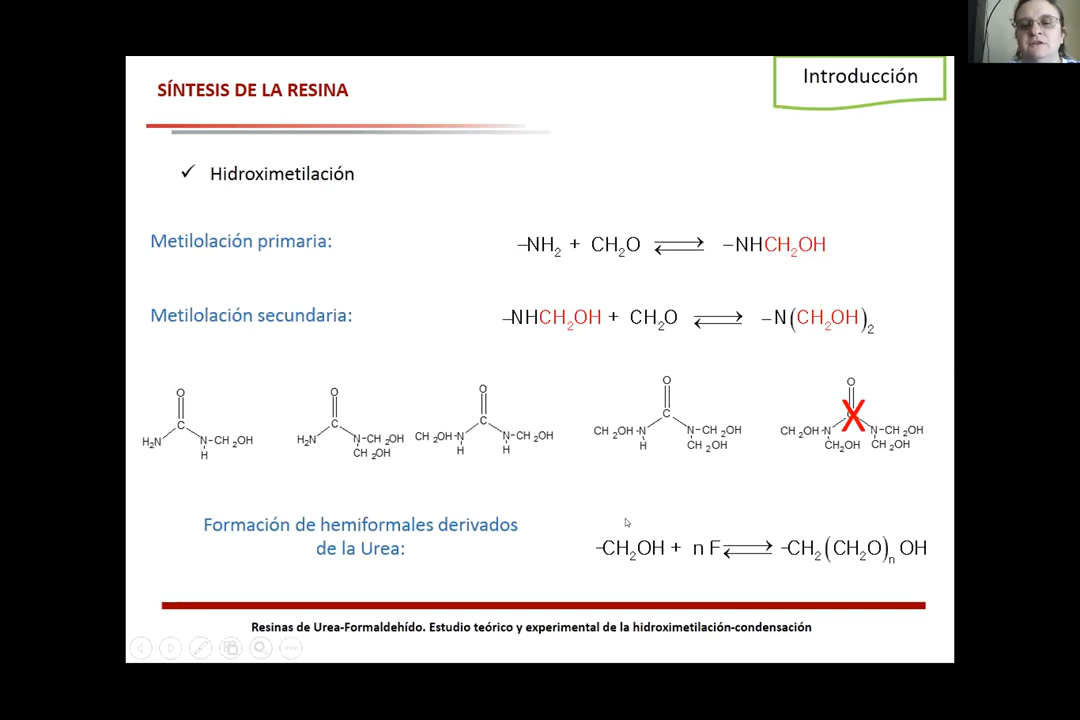 Introducción
SÍNTESIS DE LA RESINA
✓ Hidroximetilación
Metilolación primaria:
–NH2 + CH2O ⇌ –NHCH2OH
Metilolación secundaria:
–NHCH2OH + CH2O ⇌ –N(CH2OH)2
O C H2N N-CH2OH H
O C H2N N-CH2OH CH2OH
O C CH2OH-N H N-CH2OH H
O C CH2OH-N H N-CH2OH CH2OH
O CH2OH-N CH2OH N-CH2OH CH2OH X
Formación de hemiformales derivados
de la Urea:
-CH2OH + n F ⇌ -CH2(CH2O)n OH
Resinas de Urea-Formaldehído. Estudio teórico y experimental de la hidroximetilación-condensación